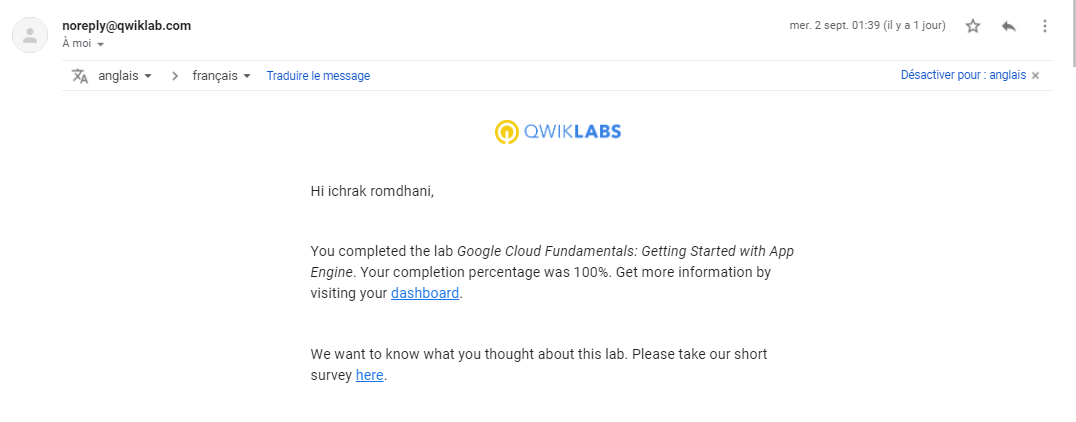 noreply@qwiklab.com
mer. 2 sept. 01:39 (il y a 1 jour)
À moi
anglais
français
Traduire le message
Désactiver pour : anglais
QWIKLABS
Hi ichrak romdhani,
You completed the lab Google Cloud Fundamentals: Getting Started with App
Engine. Your completion percentage was 100%. Get more information by
visiting your dashboard.
We want to know what you thought about this lab. Please take our short
survey here.